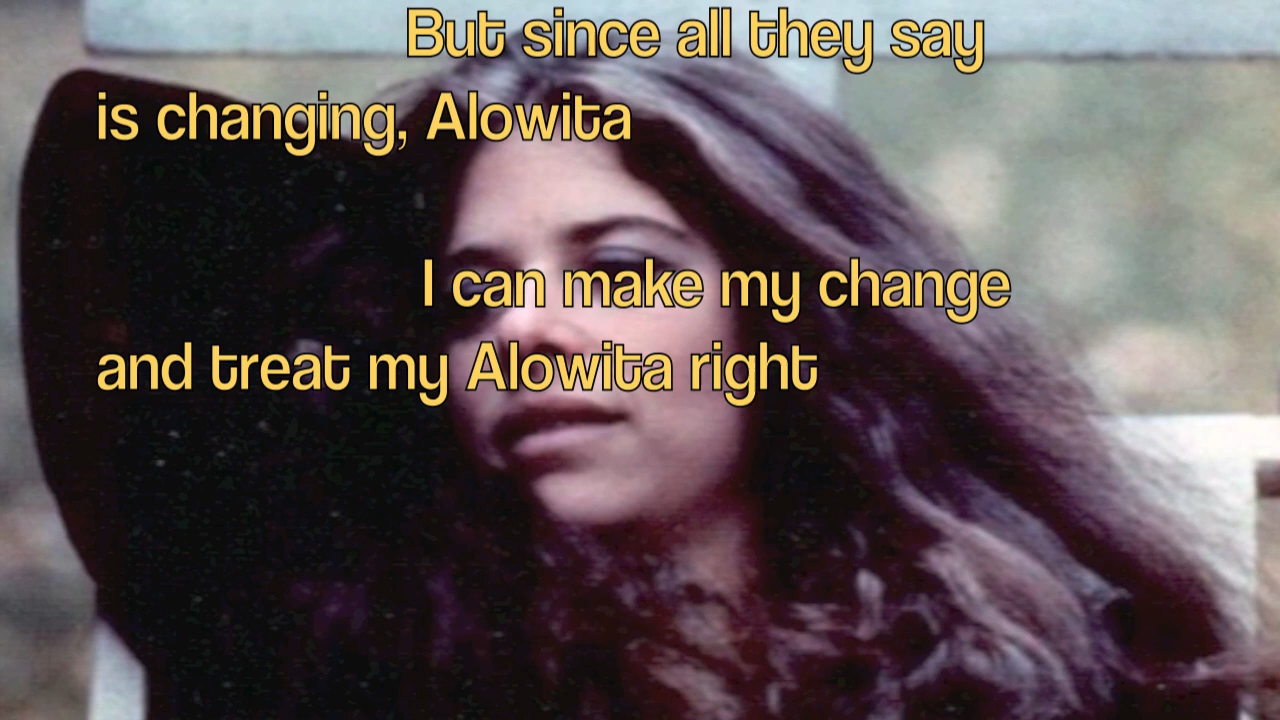 But since all they say
is changing, Alowita
I can make my change
and treat my Alowita right